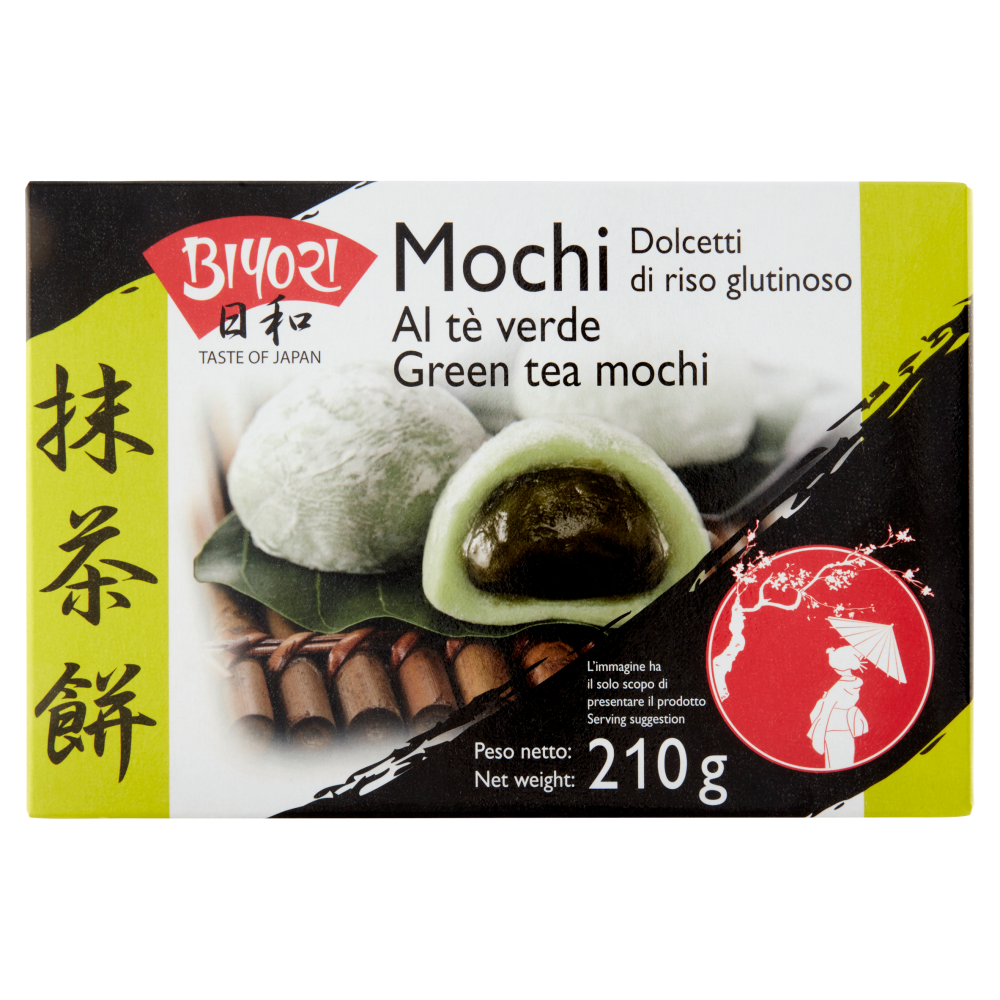 BIYORI
日和
TASTE OF JAPAN
Mochi
Dolcetti
di riso glutinoso
Al tè verde
Green tea mochi
抹
茶
餅
L'immagine ha
il solo scopo di
presentare il prodotto
Serving suggestion
Peso netto:
Net weight:
210 g